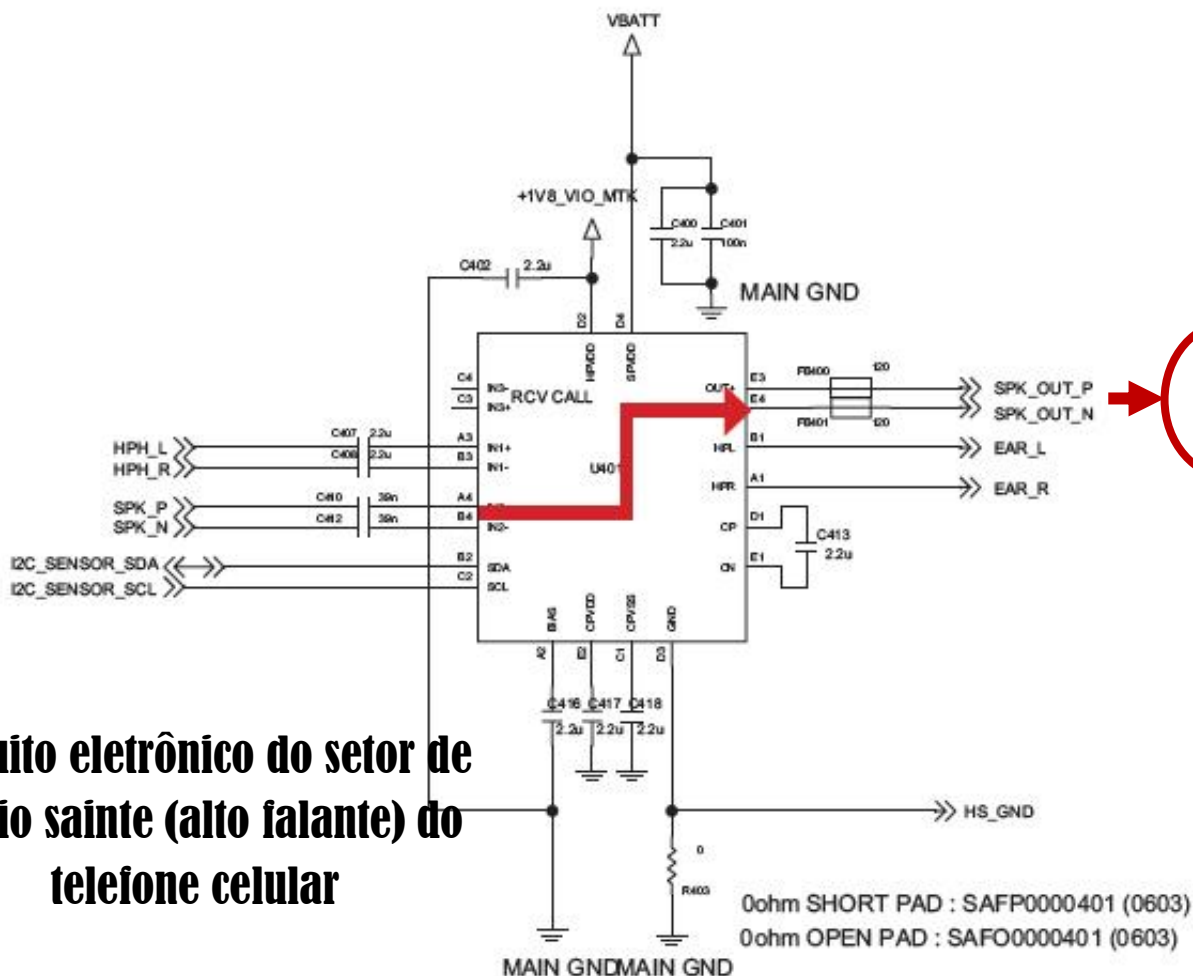 VBATT
+1V8_VIO_MTK
C400
C401
2.2u
100n
C402
2.2u
MAIN GND
D2
D4
HPVDD
SPVDD
C4
IN3-
RCV CALL
C3
IN3+
OUT+
E3
FB400
120
SPK_OUT_P
E4
SPK_OUT_N
FB401
120
HPH_L
C407
2.2u
A3
IN1+
HPH_R
C408
2.2u
B3
IN1-
HPL
B1
EAR_L
U401
HPR
A1
EAR_R
SPK_P
C410
39n
A4
SPK_N
C412
39n
B4
IN2-
CP
D1
C413
2.2u
I2C_SENSOR_SDA
B2
SDA
CN
E1
I2C_SENSOR_SCL
C2
SCL
BIAS
CPVDD
CPVSS
GND
A2
E2
C1
D3
C416
C417
C418
2.2u
2.2u
2.2u
uito eletrônico do setor de
io sainte (alto falante) do
telefone celular
HS_GND
0
R403
0ohm SHORT PAD : SAFP0000401 (0603)
0ohm OPEN PAD : SAFO0000401 (0603)
MAIN GND
MAIN GND